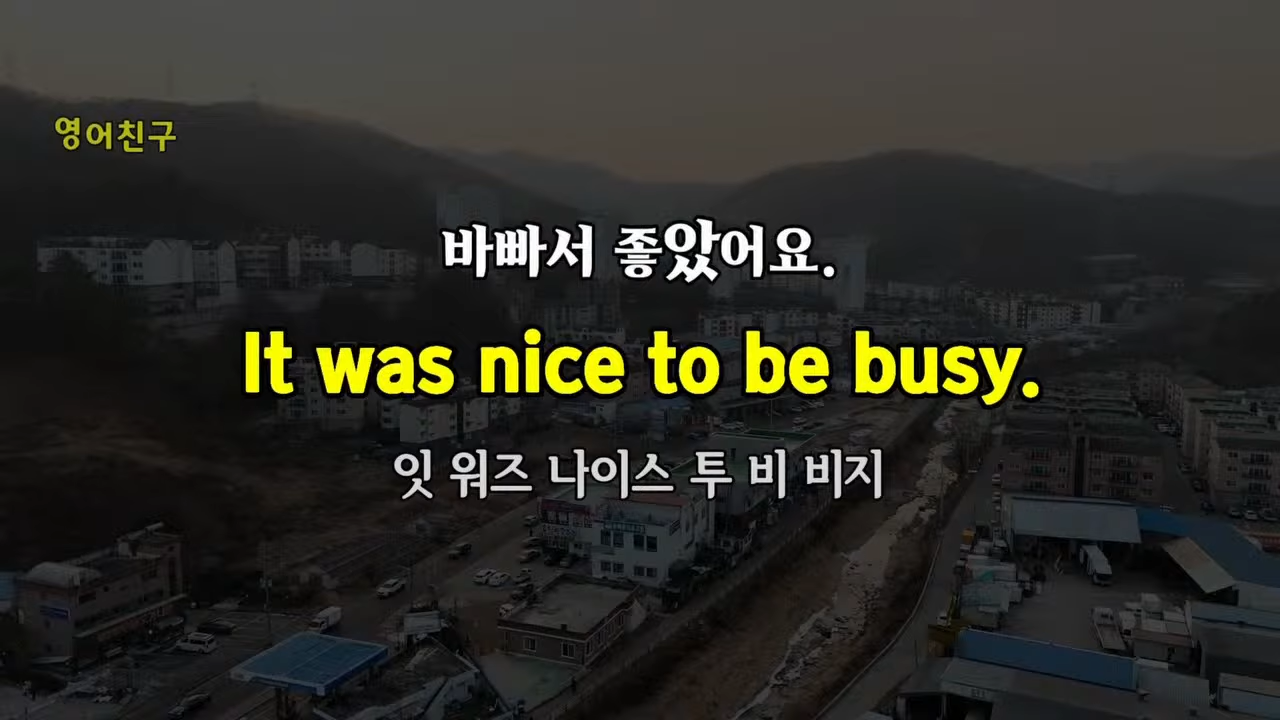 영어친구
바빠서 좋았어요.
It was nice to be busy.
잇 워즈 나이스 투 비 비지